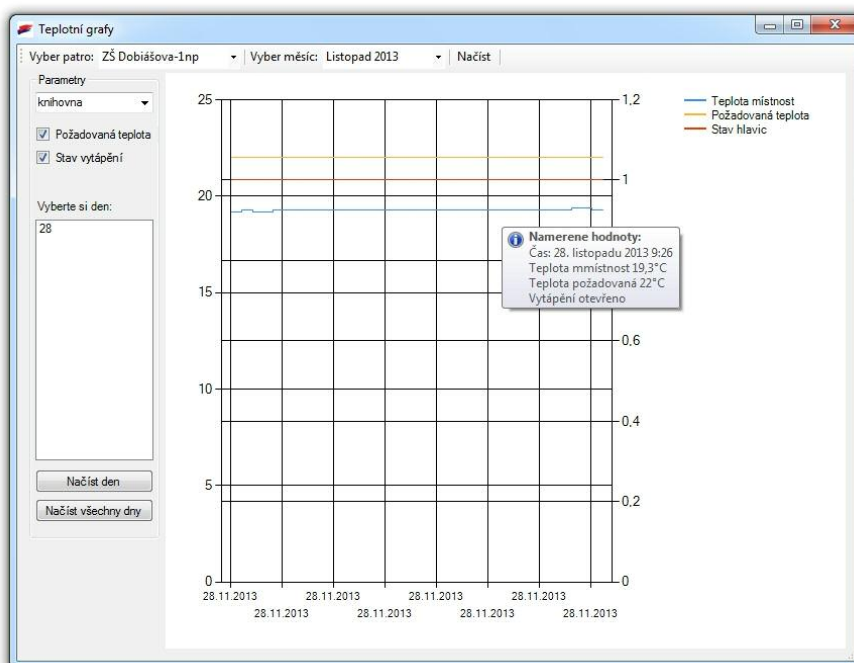 Teplotní grafy
Vyber patro: ZŠ Dobiášova-1np Vyber měsíc: Listopad 2013 Načíst
Parametry
knihovna
Požadovaná teplota
Stav vytápění
Vyberte si den:
28
Načíst den
Načíst všechny dny
25
20
15
10
5
0
1,2
1
0,6
0,4
0,2
0
Teplota místnost
Požadovaná teplota
Stav hlavic
Namerene hodnoty:
Čas: 28. listopadu 2013 9:26
Teplota mmístnost 19,3°C
Teplota požadovaná 22°C
Vytápění otevřeno
28.11.2013 28.11.2013 28.11.2013 28.11.2013
28.11.2013 28.11.2013 28.11.2013 28.11.2013